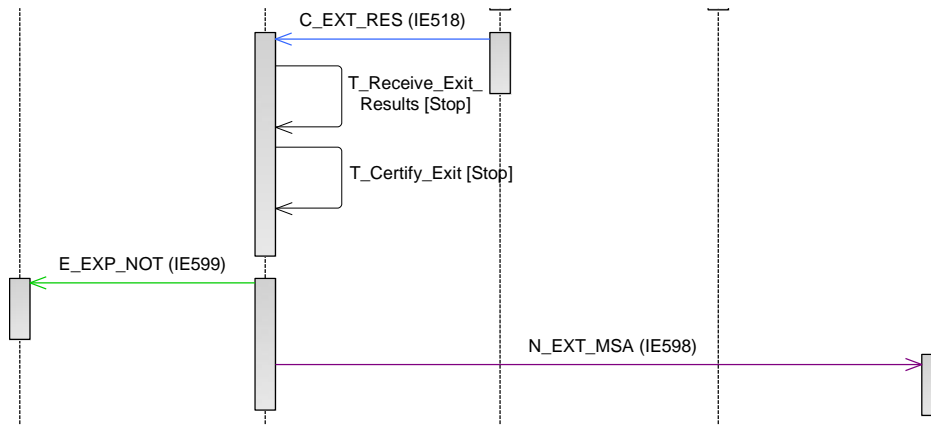 C_EXT_RES (IE518)
T_Receive_Exit_
Results [Stop]
T_Certify_Exit [Stop]
E_EXP_NOT (IE599)
N_EXT_MSA (IE598)